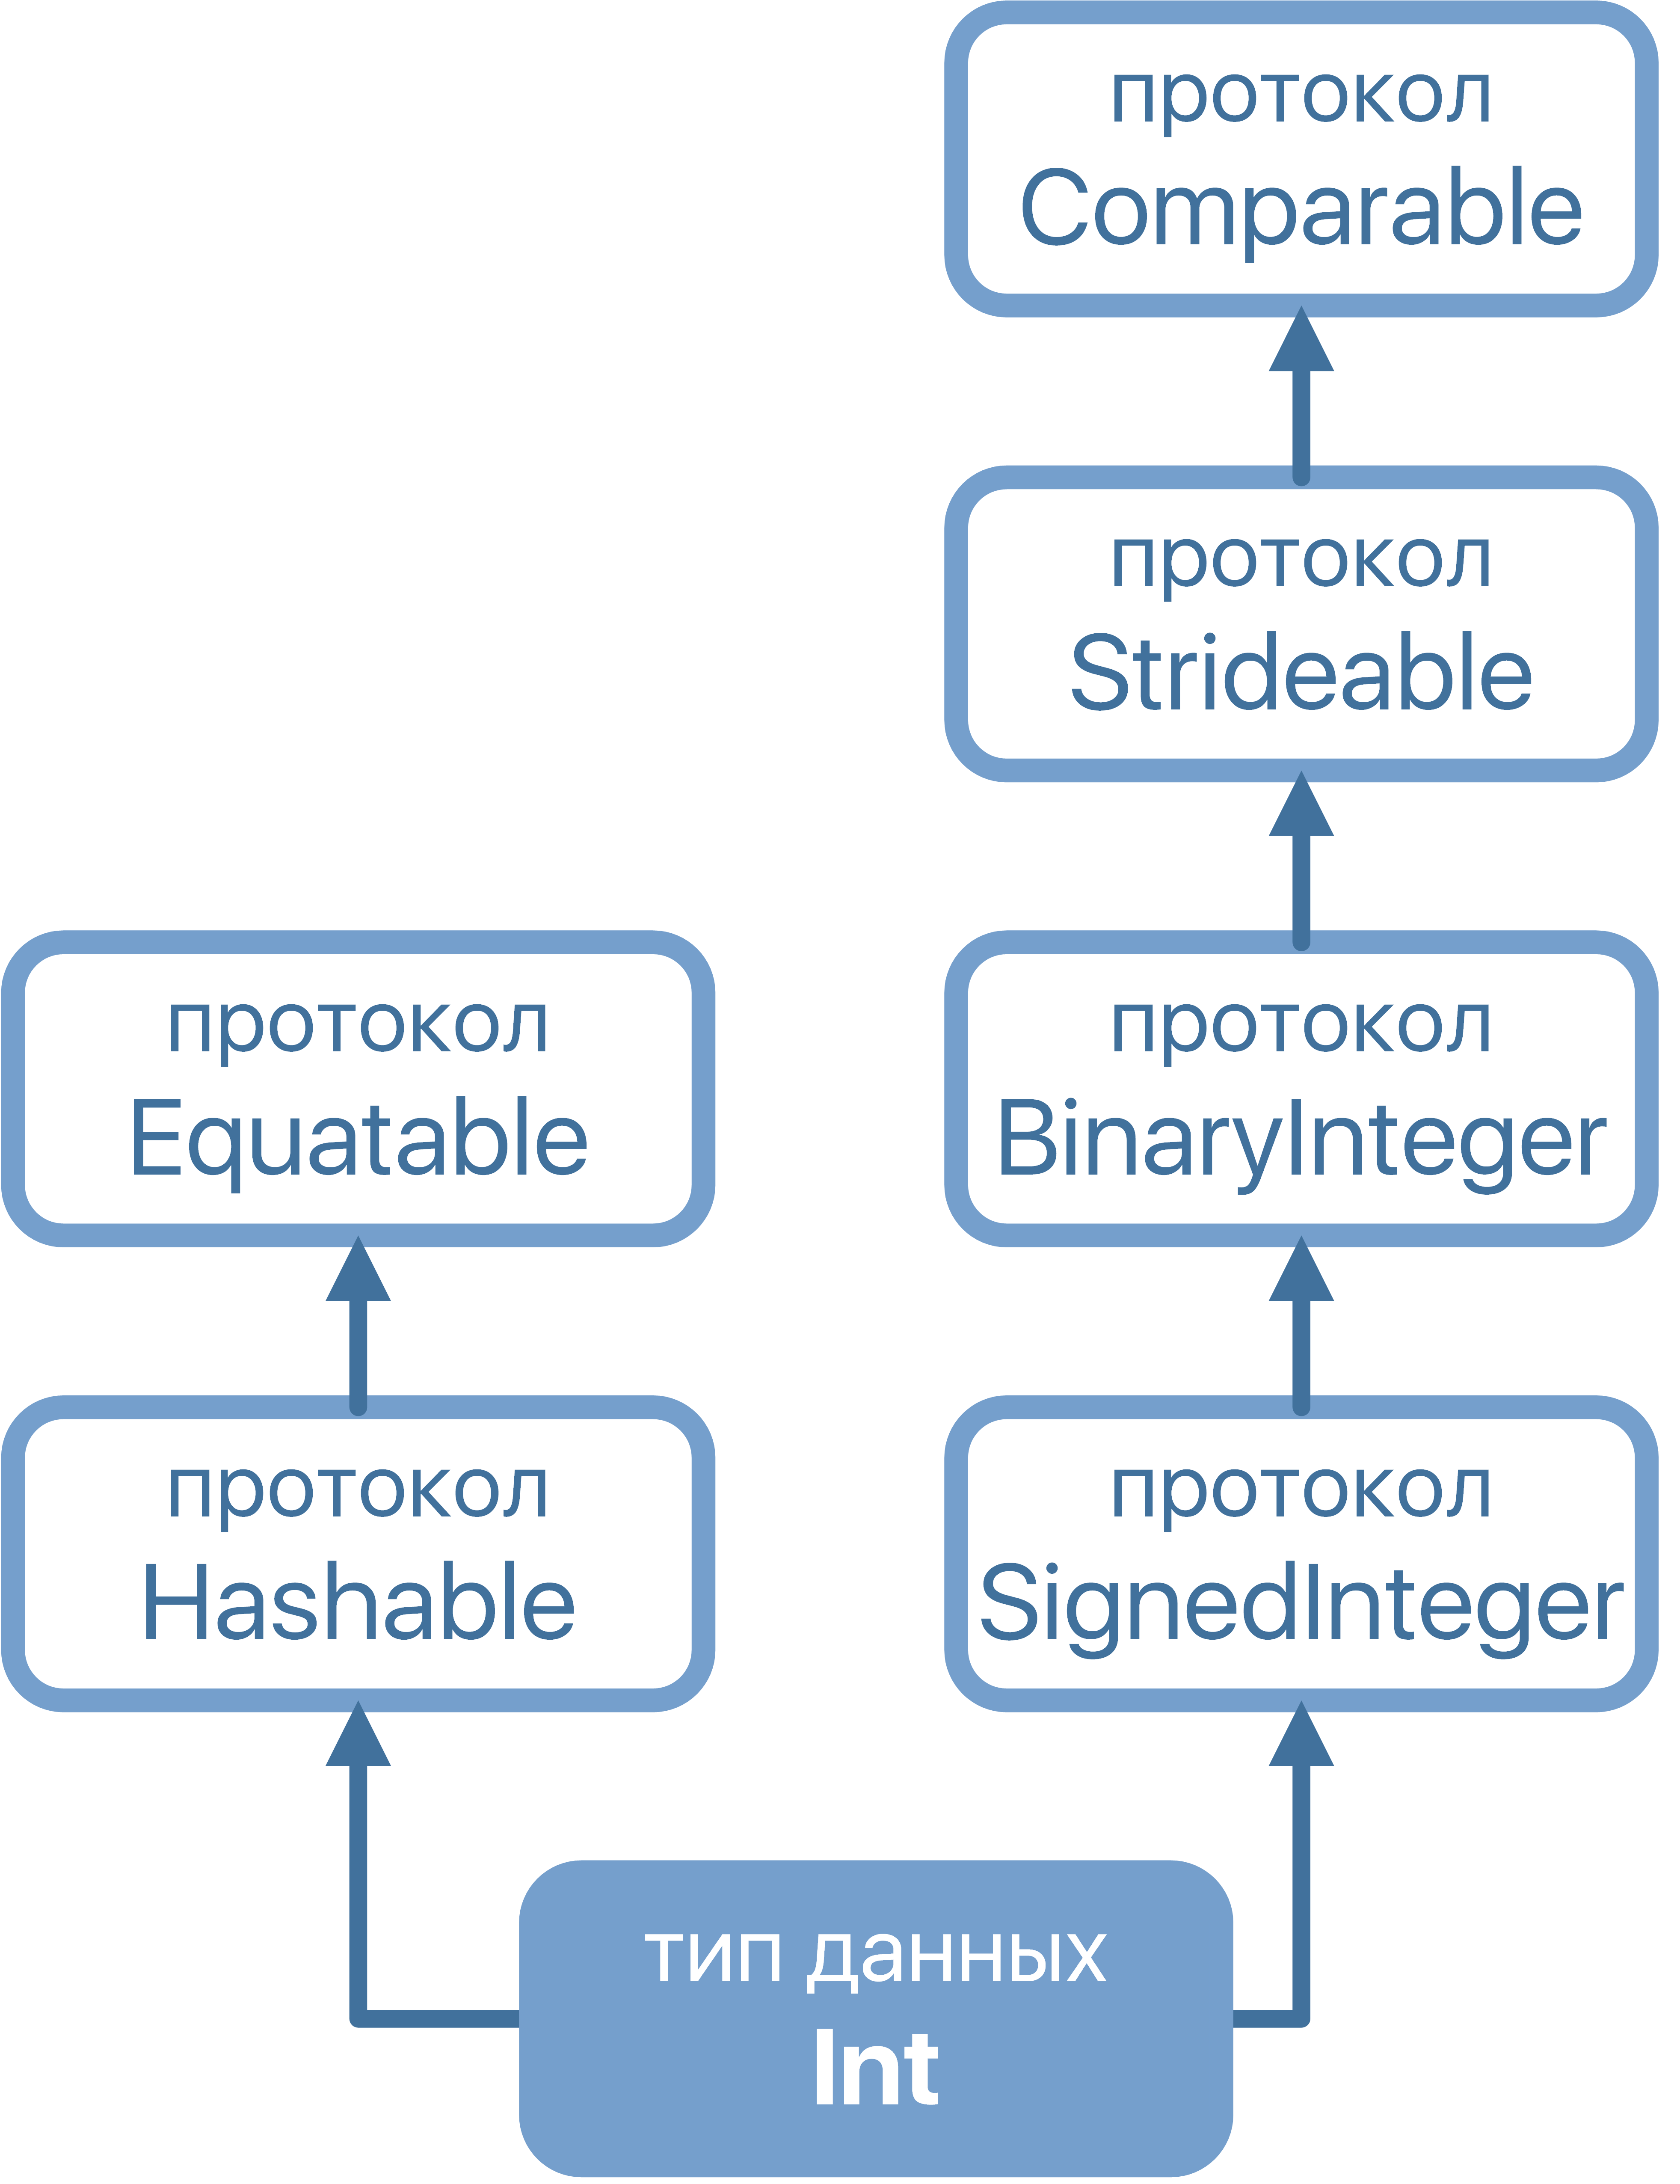 протокол
Comparable
протокол
Strideable
протокол
Equatable
протокол
BinaryInteger
протокол
Hashable
протокол
SignedInteger
тип данных
Int